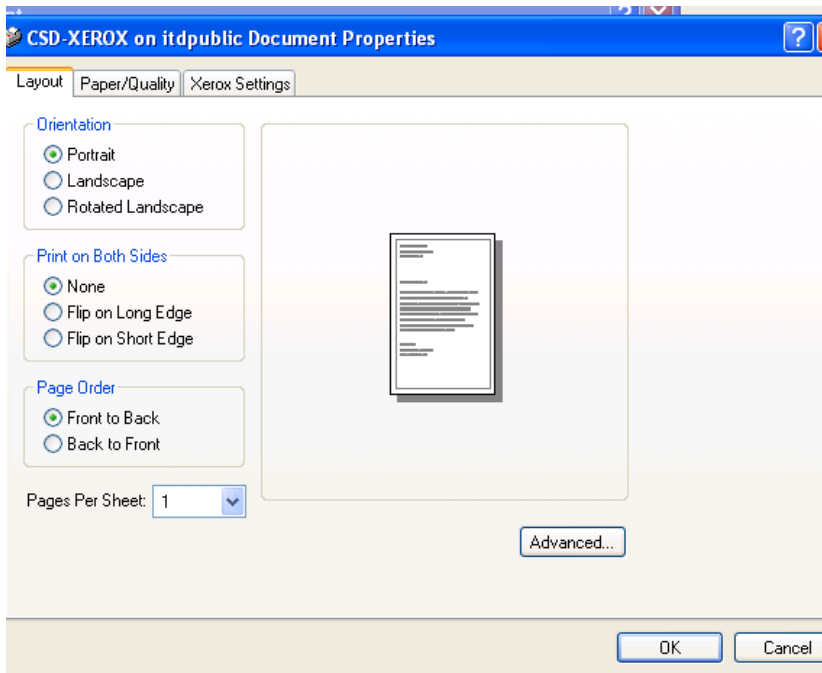 CSD-XEROX on itdpublic Document Properties
Layout
Paper/Quality
Xerox Settings
Orientation
Portrait
Landscape
Rotated Landscape
Print on Both Sides
None
Flip on Long Edge
Flip on Short Edge
Page Order
Front to Back
Back to Front
Pages Per Sheet: 1
Advanced...
OK
Cancel